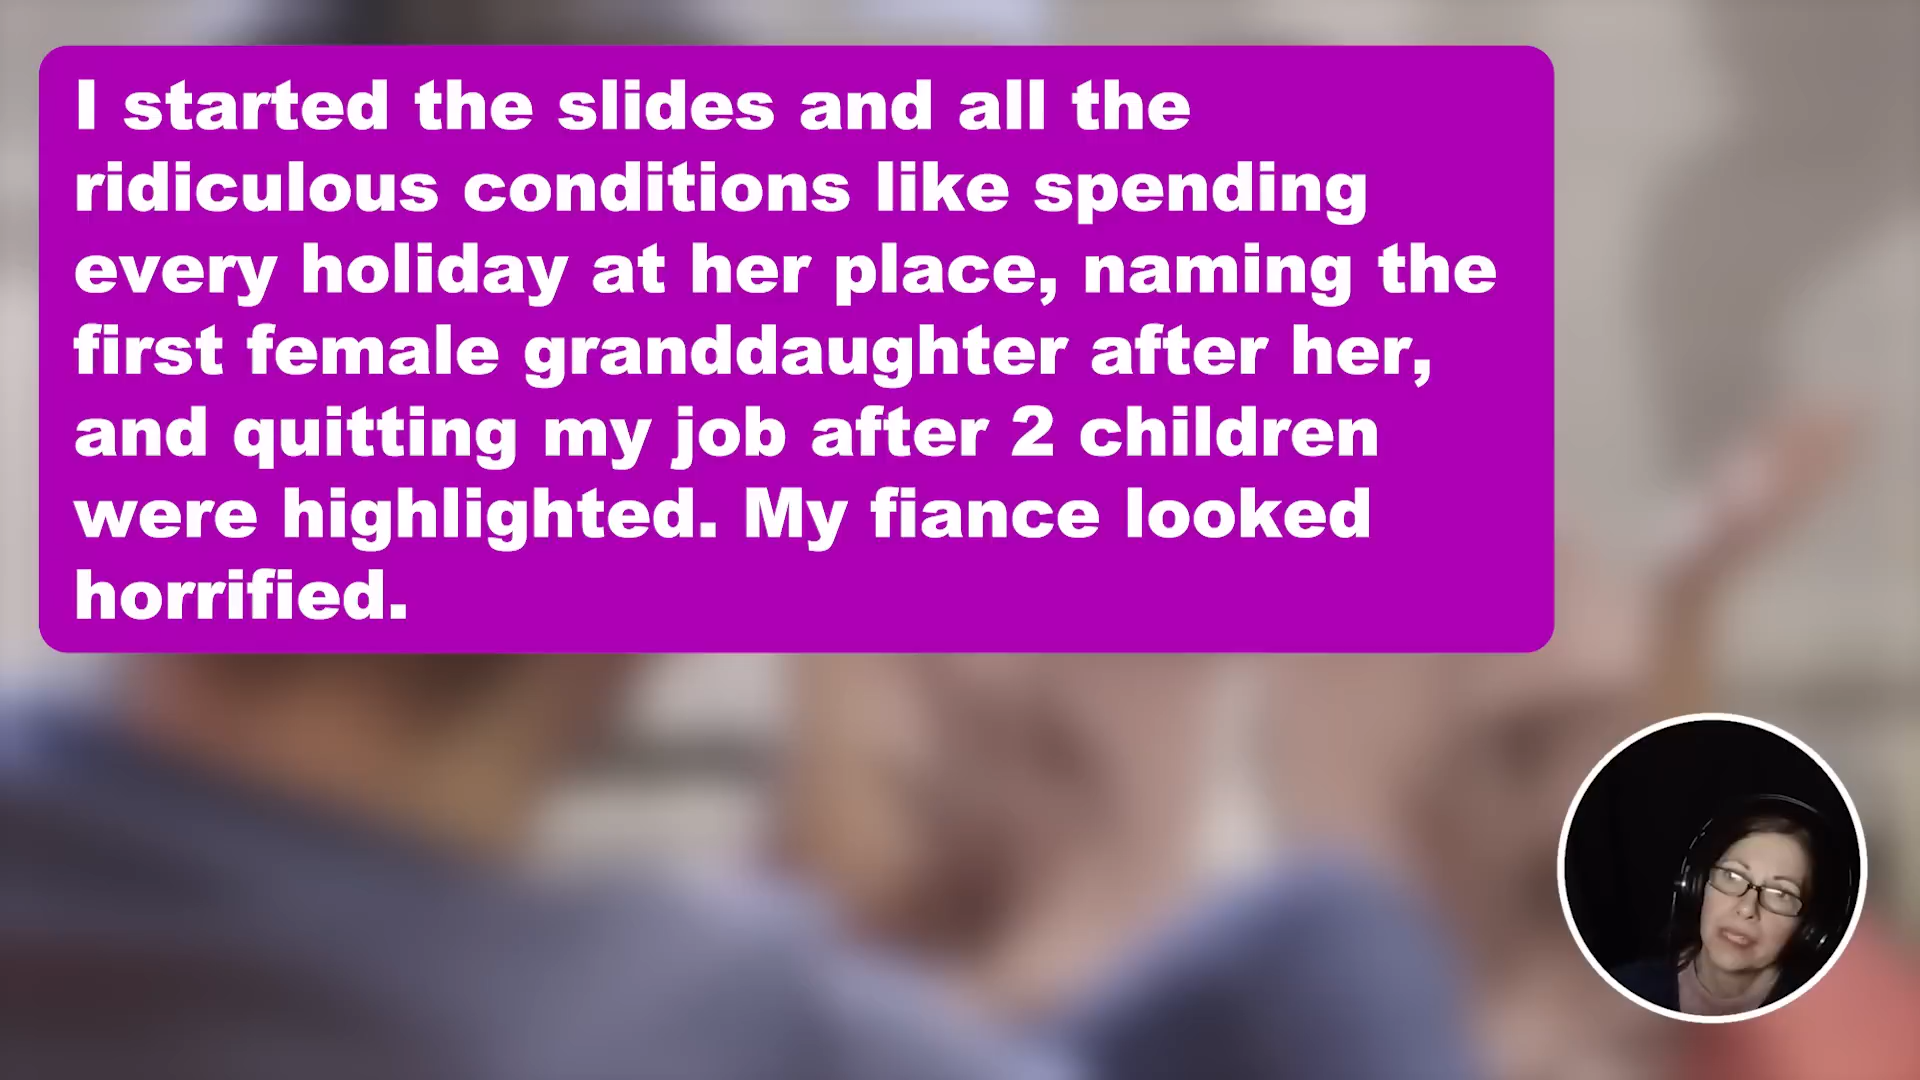 I started the slides and all the
ridiculous conditions like spending
every holiday at her place, naming the
first female granddaughter after her,
and quitting my job after 2 children
were highlighted. My fiance looked
horrified.